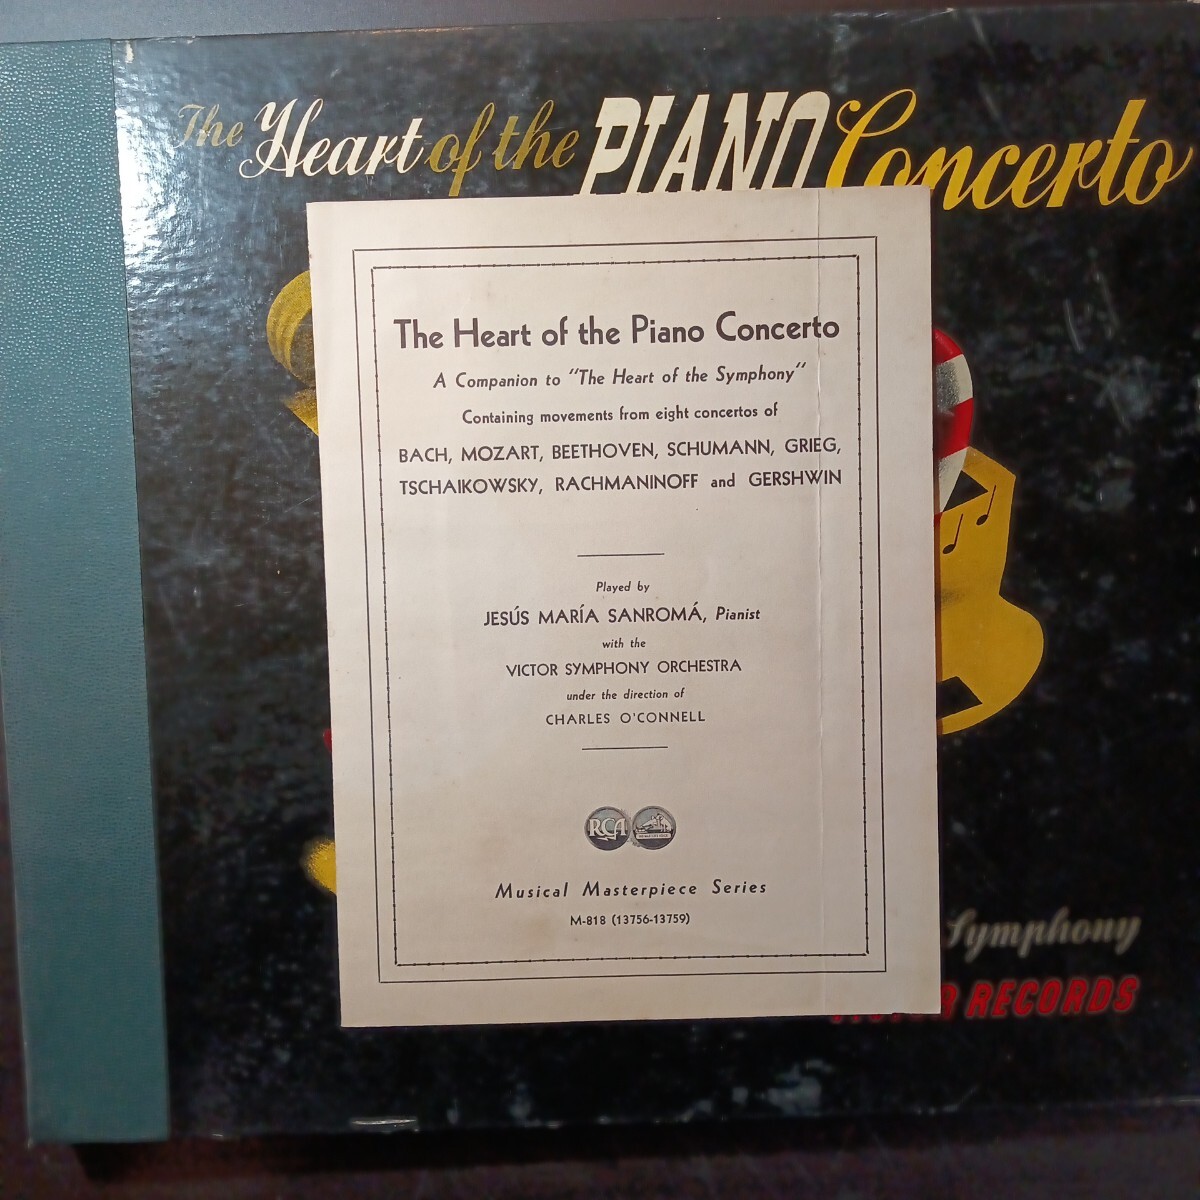 The Heart of the PIANO Concerto
The Heart of the Piano Concerto
A Companion to "The Heart of the Symphony"
Containing movements from eight concertos of
BACH, MOZART, BEETHOVEN, SCHUMANN, GRIEG,
TSCHAIKOWSKY, RACHMANINOFF and GERSHWIN
Played by
JESÚS MARÍA SANROMÁ, Pianist
with the
VICTOR SYMPHONY ORCHESTRA
under the direction of
CHARLES O'CONNELL
RCA
Musical Masterpiece Series
M-818 (13756-13759)
Symphony
RECORDS